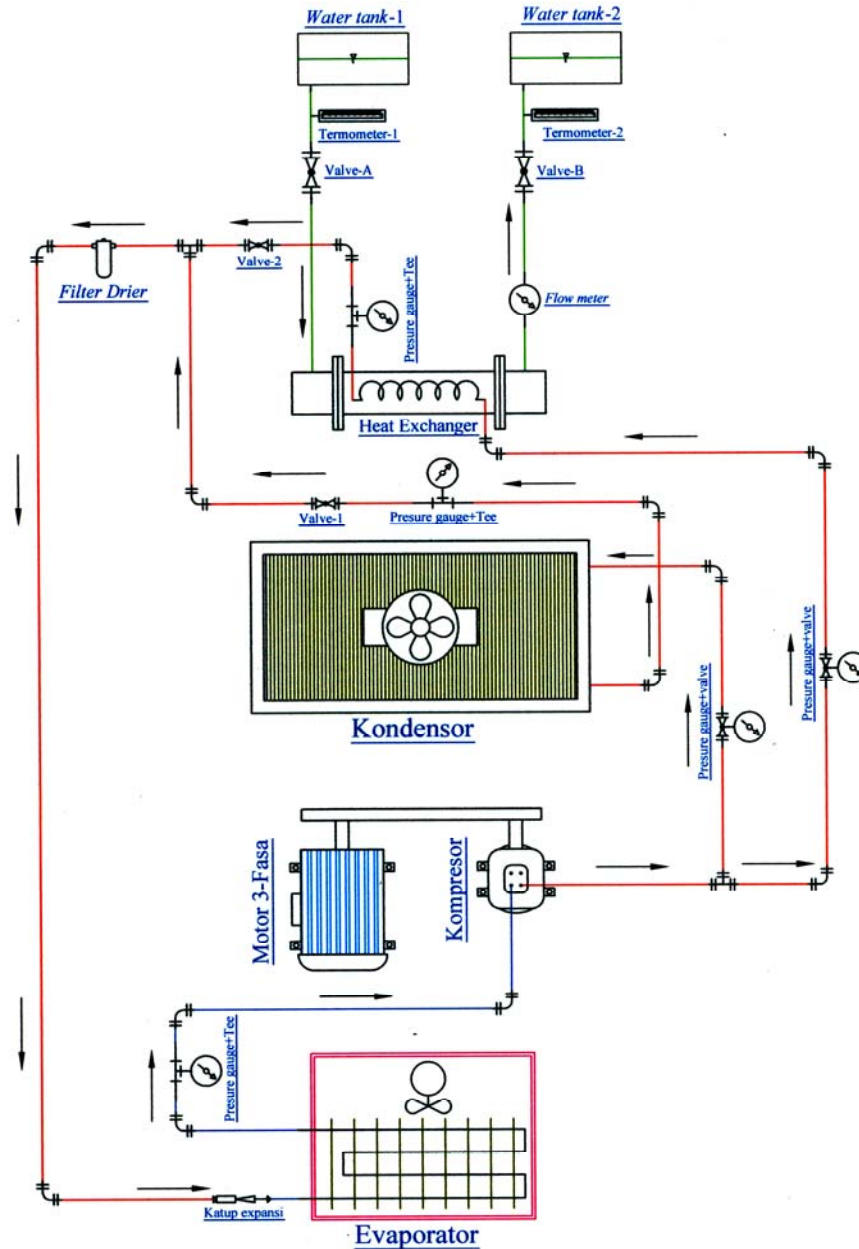 Water tank-1
Water tank-2
Termometer-1
Termometer-2
Valve-A
Valve-B
Valve-2
Filter Drier
Presure gauge+Tee
Flow meter
Heat Exchanger
Valve-1
Presure gauge+Tee
Presure gauge+valve
Presure gauge+valve
Kondensor
Motor 3-Fasa
Kompresor
Presure gauge+Tee
Katup expansi
Evaporator